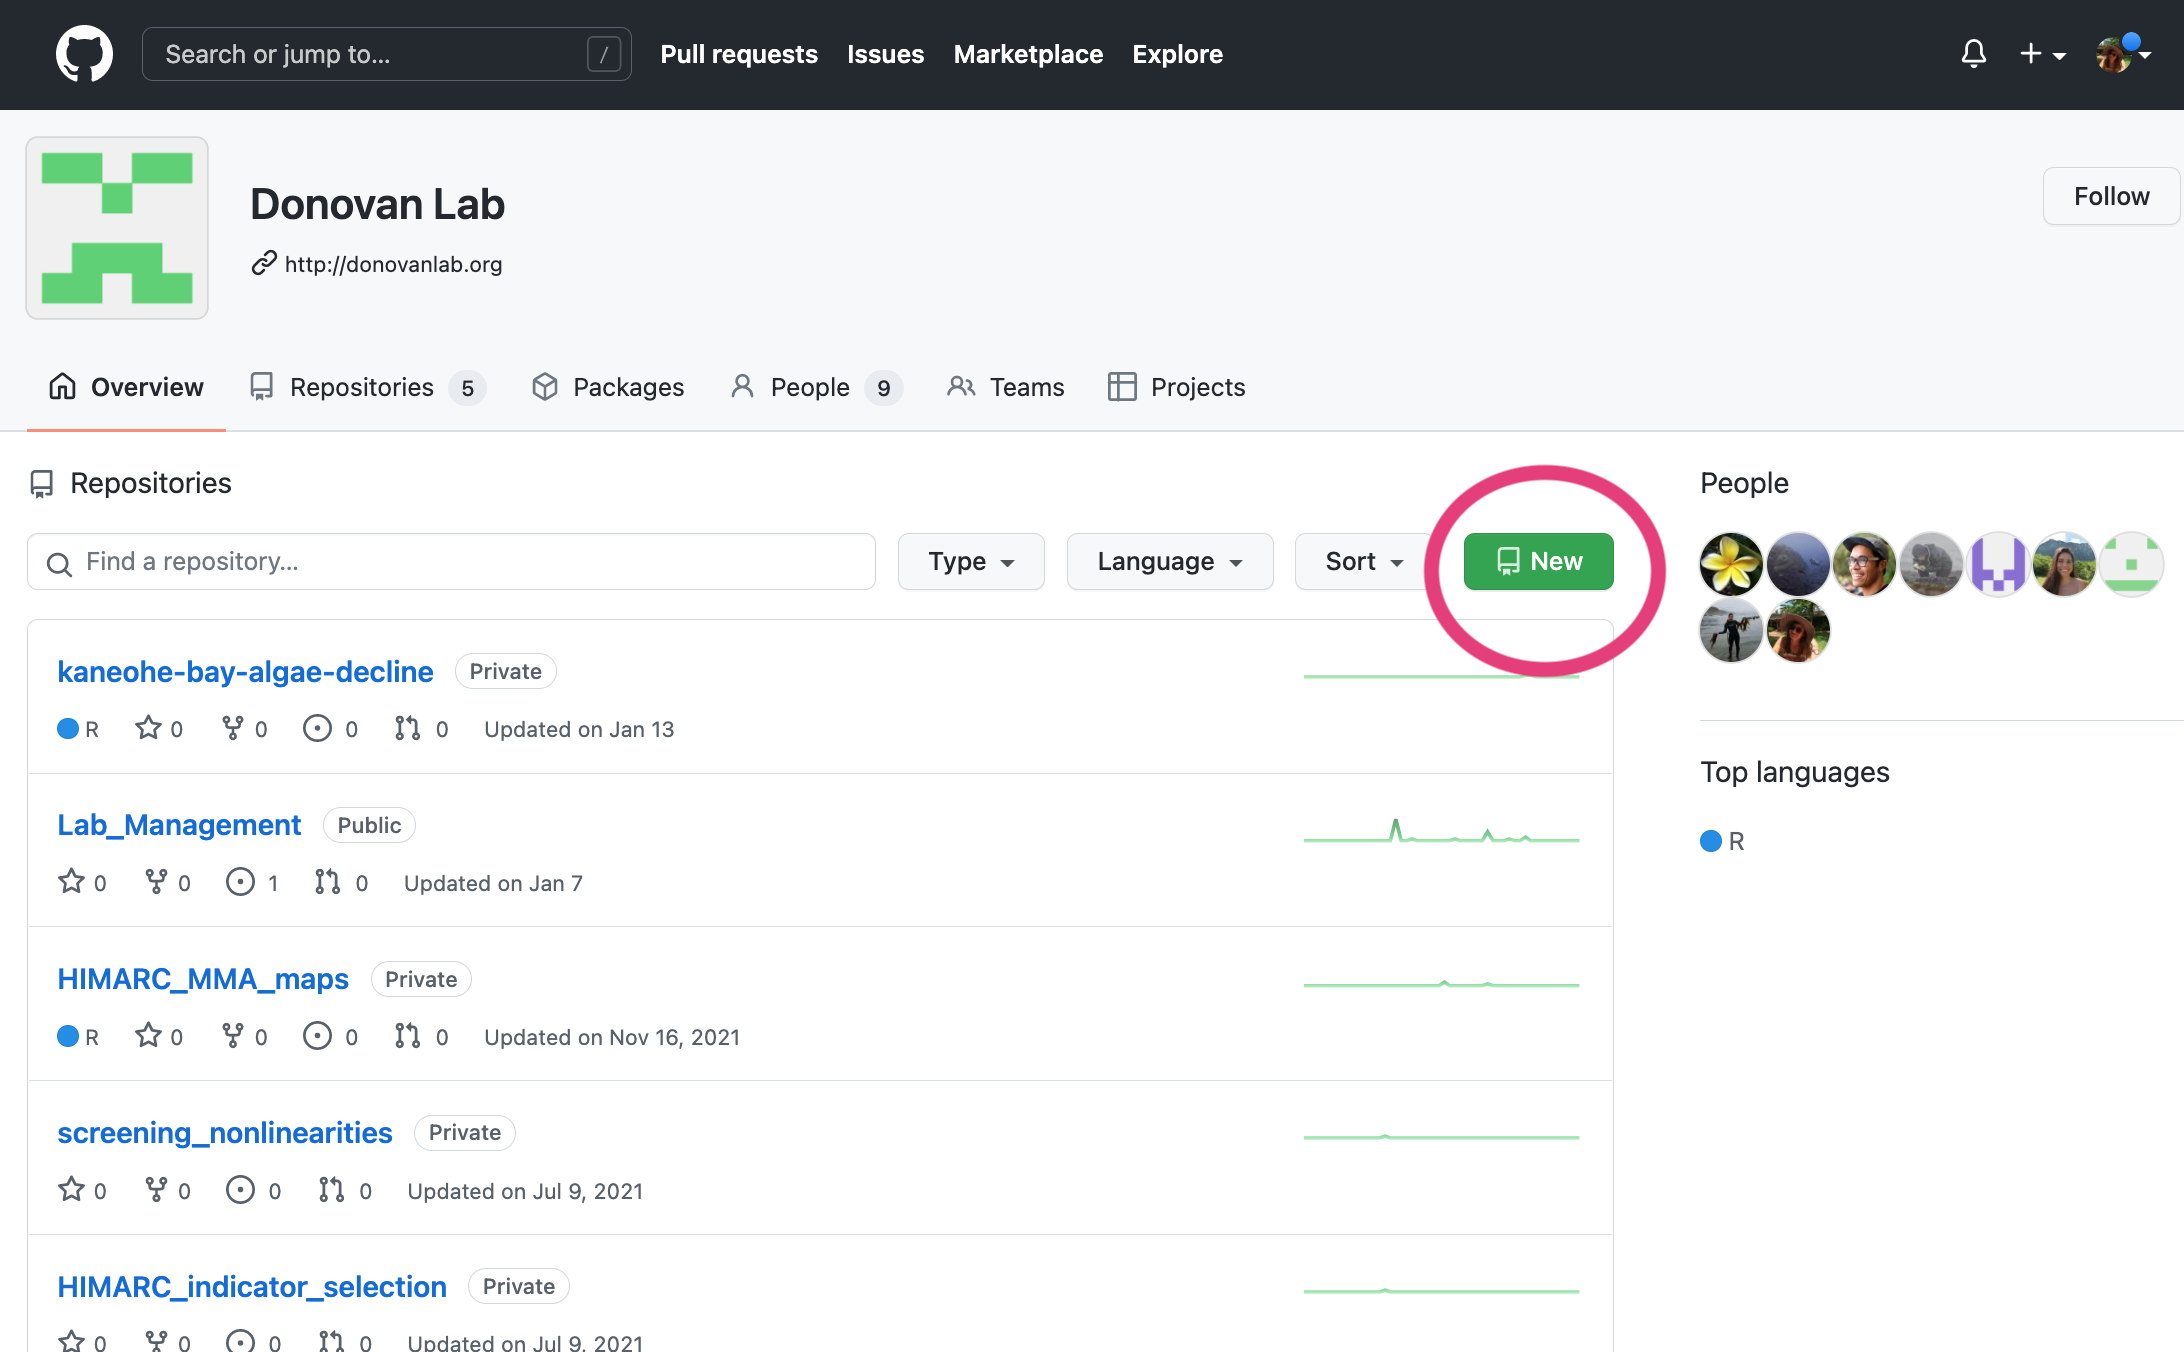 Search or jump to... / Pull requests Issues Marketplace Explore
Donovan Lab
Follow
http://donovanlab.org
Overview Repositories 5 Packages People 9 Teams Projects
Repositories
People
Find a repository... Type Language Sort New
kaneohe-bay-algae-decline Private
R 0 0 0 0 Updated on Jan 13
Top languages
R
Lab_Management Public
0 0 1 0 Updated on Jan 7
HIMARC_MMA_maps Private
R 0 0 0 0 Updated on Nov 16, 2021
screening_nonlinearities Private
0 0 0 0 Updated on Jul 9, 2021
HIMARC_indicator_selection Private
0 0 0 0 Updated on Jul 9, 2021